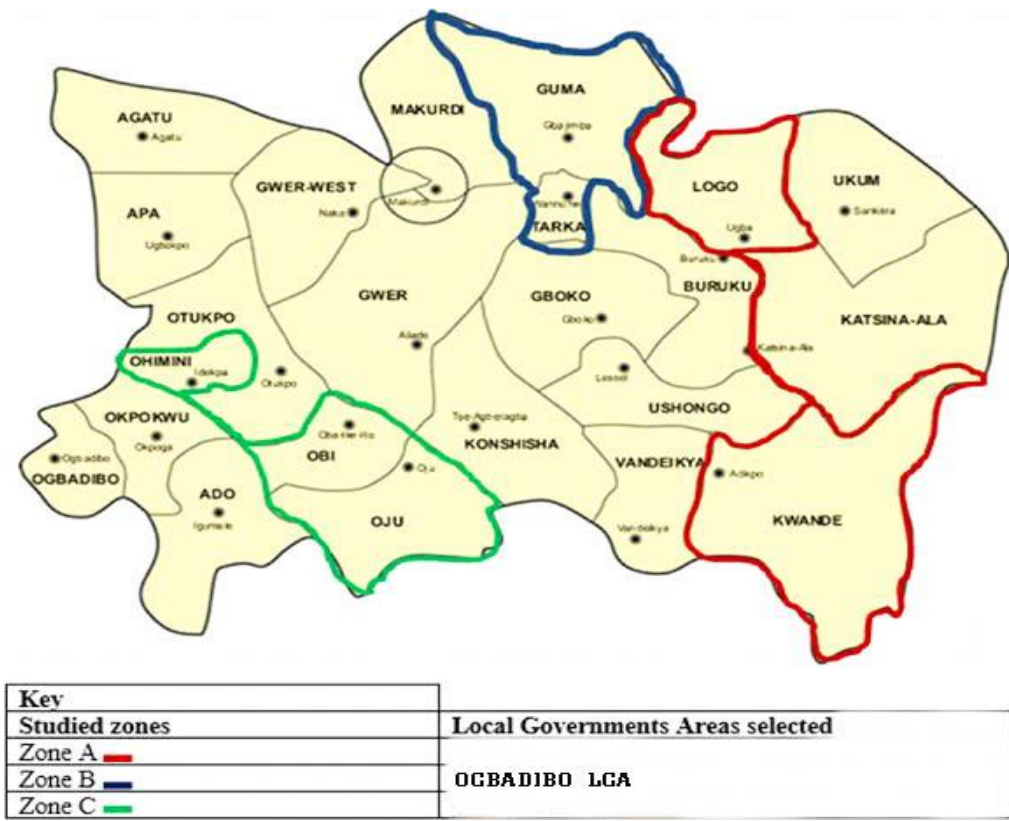 GUMA
MAKURDI
Gbajimba
AGATU
Agatu
LOGO
UKUM
GWER-WEST
Makurdi
TARKA
APA
Naka
Sankera
Ugbokpo
Ugba
Buruku
BURUKU
GWER
GBOKO
OTUKPO
Gboko
KATSINA-ALA
Aliade
Katsina-Ala
OHIMINI
Idekpa
Otukpo
Lessel
OKPOKWU
USHONGO
Okpoga
OBI
KONSHISHA
Ogbadibo
Oju
VANDEIKYA
Adikpo
OGBADIBO
ADO
Igumale
OJU
KWANDE
Vandeikya
Key
Studied zones Local Governments Areas selected
Zone A
Zone B OGBADIBO LGA
Zone C